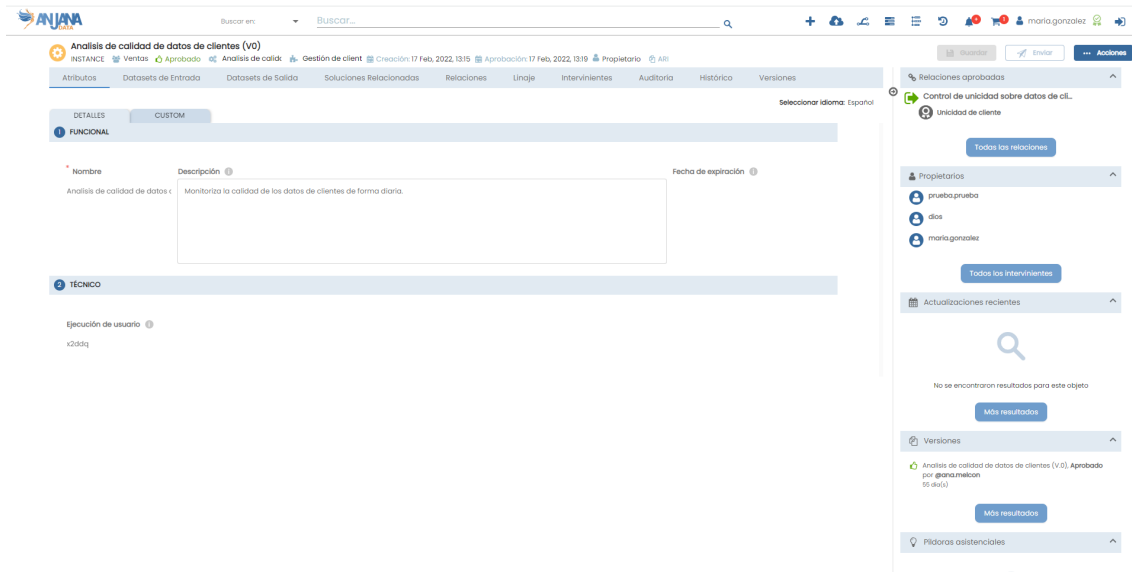 ANJANA
DATA
Buscar en:
Buscar...
maria.gonzalez
Analisis de calidad de datos de clientes (V0)
INSTANCE Ventas Aprobado Analisis de calidc Gestión de client Creación: 17 Feb, 2022, 13:15 Aprobación: 17 Feb, 2022, 13:19 Propietario ARI
Guardar Enviar Acciones
Atributos Datasets de Entrada Datasets de Salida Soluciones Relacionadas Relaciones Linaje Intervinientes Auditoria Histórico Versiones
Seleccionar idioma: Español
DETALLES CUSTOM
1 FUNCIONAL
* Nombre Descripción Fecha de expiración
Analisis de calidad de datos c Monitoriza la calidad de los datos de clientes de forma diaria.
2 TÉCNICO
Ejecución de usuario
x2ddq
Relaciones aprobadas
Control de unicidad sobre datos de cli...
Unicidad de cliente
Todas las relaciones
Propietarios
prueba.prueba
dios
maria.gonzalez
Todos los intervinientes
Actualizaciones recientes
No se encontraron resultados para este objeto
Más resultados
Versiones
Analisis de calidad de datos de clientes (V.0), Aprobado
por @ana.melcon
55 día(s)
Más resultados
Píldoras asistenciales